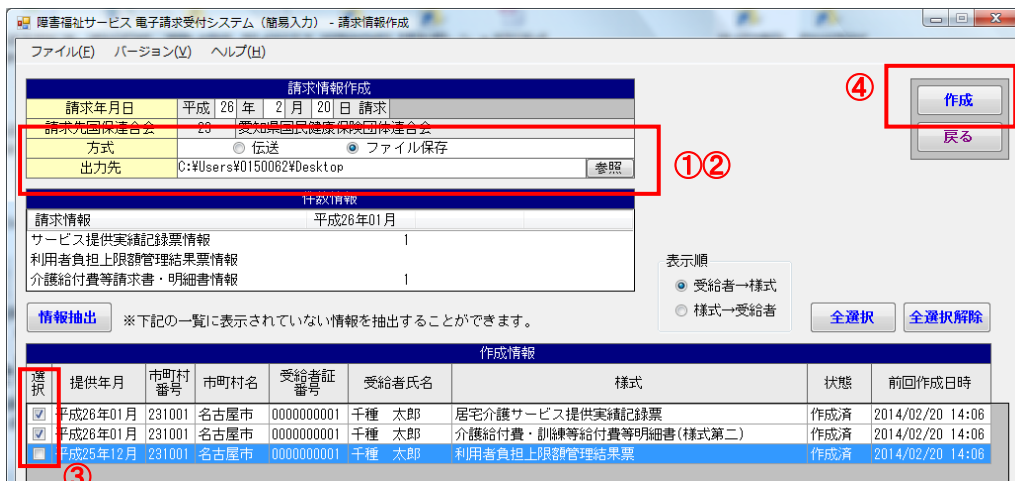 障害福祉サービス 電子請求受付システム（簡易入力） - 請求情報作成
ファイル(F) バージョン(V) ヘルプ(H)
請求情報作成
請求年月日 平成 26 年 2 月 20 日 請求
請求先国保連合会 23 愛知県国民健康保険団体連合会
方式 伝送 ファイル保存
出力先 C:¥Users¥0150062¥Desktop 参照
①②
④
作成
戻る
件数情報
請求情報 平成26年01月
サービス提供実績記録票情報 1
利用者負担上限額管理結果票情報
介護給付費等請求書・明細書情報 1
表示順
受給者→様式
様式→受給者
情報抽出 ※下記の一覧に表示されていない情報を抽出することができます。
全選択 全選択解除
作成情報
選択 提供年月 市町村番号 市町村名 受給者証番号 受給者氏名 様式 状態 前回作成日時
平成26年01月 231001 名古屋市 0000000001 千種 太郎 居宅介護サービス提供実績記録票 作成済 2014/02/20 14:06
平成26年01月 231001 名古屋市 0000000001 千種 太郎 介護給付費・訓練等給付費等明細書(様式第二) 作成済 2014/02/20 14:06
平成25年12月 231001 名古屋市 0000000001 千種 太郎 利用者負担上限額管理結果票 作成済 2014/02/20 14:06
③